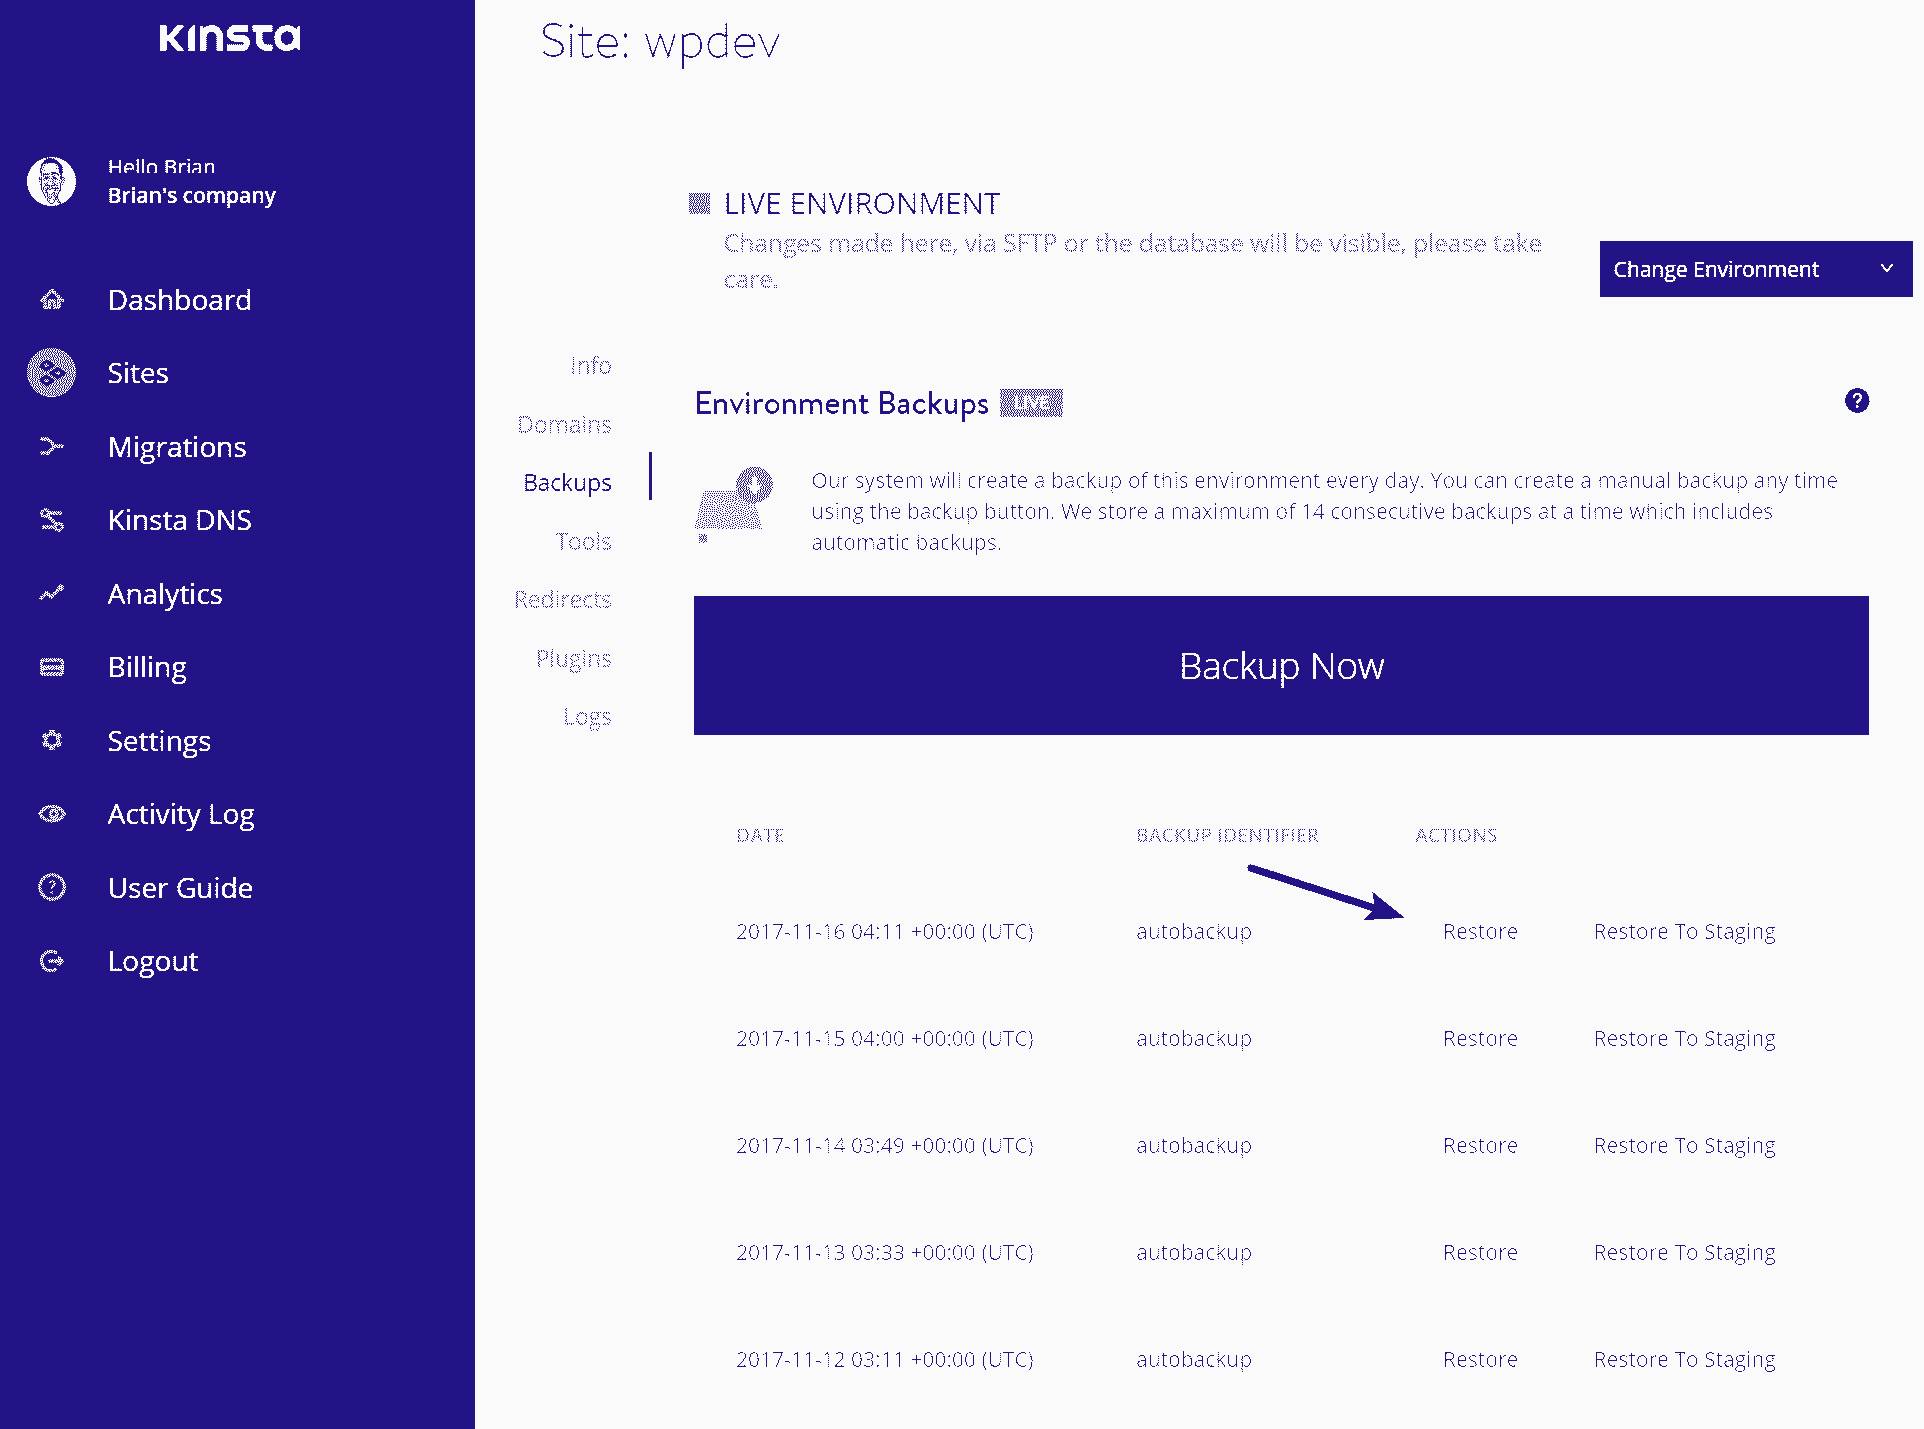 Kinsta
Site: wpdev
Hello Brian
Brian's company
Dashboard
Sites
Migrations
Kinsta DNS
Analytics
Billing
Settings
Activity Log
User Guide
Logout
LIVE ENVIRONMENT
Changes made here, via SFTP or the database will be visible, please take
care.
Change Environment
Info
Domains
Backups
Tools
Redirects
Plugins
Logs
Environment Backups LIVE
?
Our system will create a backup of this environment every day. You can create a manual backup any time
using the backup button. We store a maximum of 14 consecutive backups at a time which includes
automatic backups.
Backup Now
DATE BACKUP IDENTIFIER ACTIONS
2017-11-16 04:11 +00:00 (UTC) autobackup Restore Restore To Staging
2017-11-15 04:00 +00:00 (UTC) autobackup Restore Restore To Staging
2017-11-14 03:49 +00:00 (UTC) autobackup Restore Restore To Staging
2017-11-13 03:33 +00:00 (UTC) autobackup Restore Restore To Staging
2017-11-12 03:11 +00:00 (UTC) autobackup Restore Restore To Staging